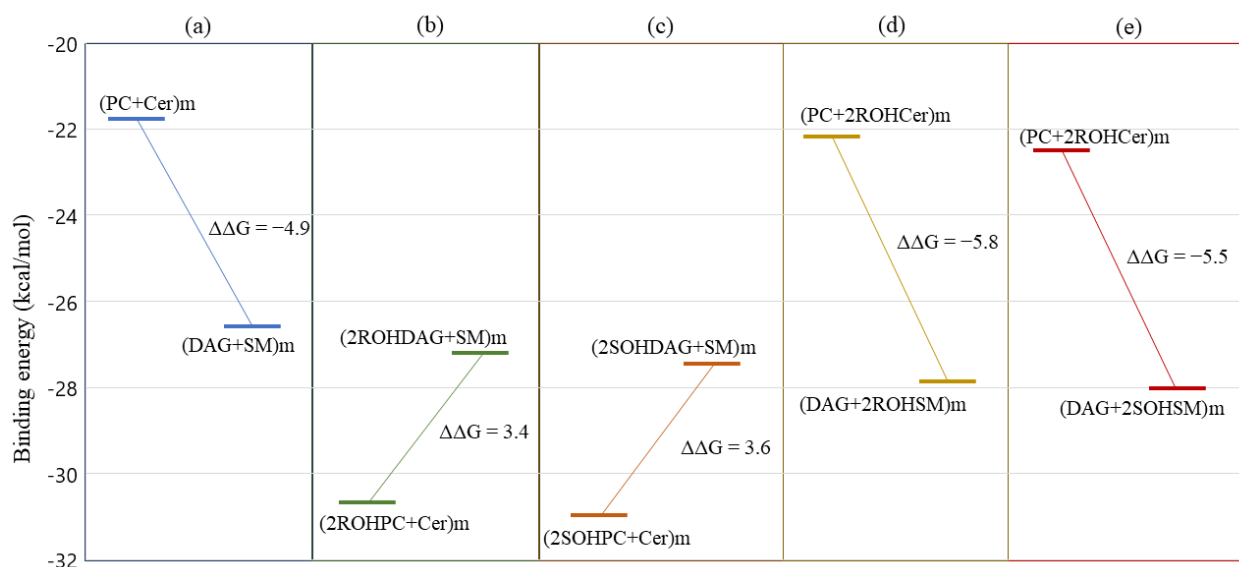 (a) (b) (c) (d) (e)
Binding energy (kcal/mol)
-20
-22
-24
-26
-28
-30
-32
(PC+Cer)m
ΔΔG = −4.9
(DAG+SM)m
(2ROHDAG+SM)m
ΔΔG = 3.4
(2ROHPC+Cer)m
(2SOHDAG+SM)m
ΔΔG = 3.6
(2SOHPC+Cer)m
(PC+2ROHCer)m
ΔΔG = −5.8
(DAG+2ROHSM)m
(PC+2ROHCer)m
ΔΔG = −5.5
(DAG+2SOHSM)m